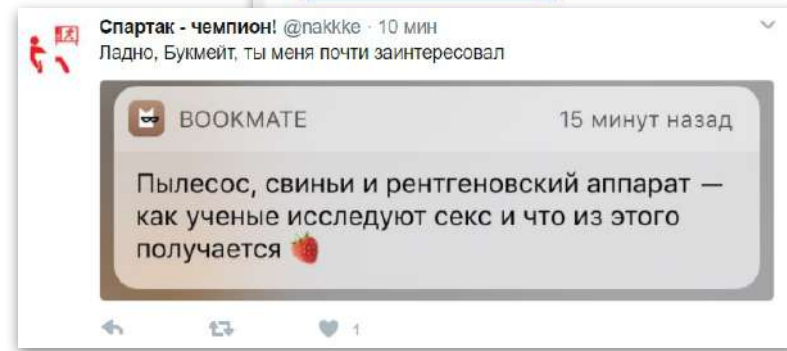 Спартак - чемпион! @nakkke · 10 мин
Ладно, Букмейт, ты меня почти заинтересовал
BOOKMATE 15 минут назад
Пылесос, свиньи и рентгеновский аппарат —
как ученые исследуют секс и что из этого
получается 🍓
1